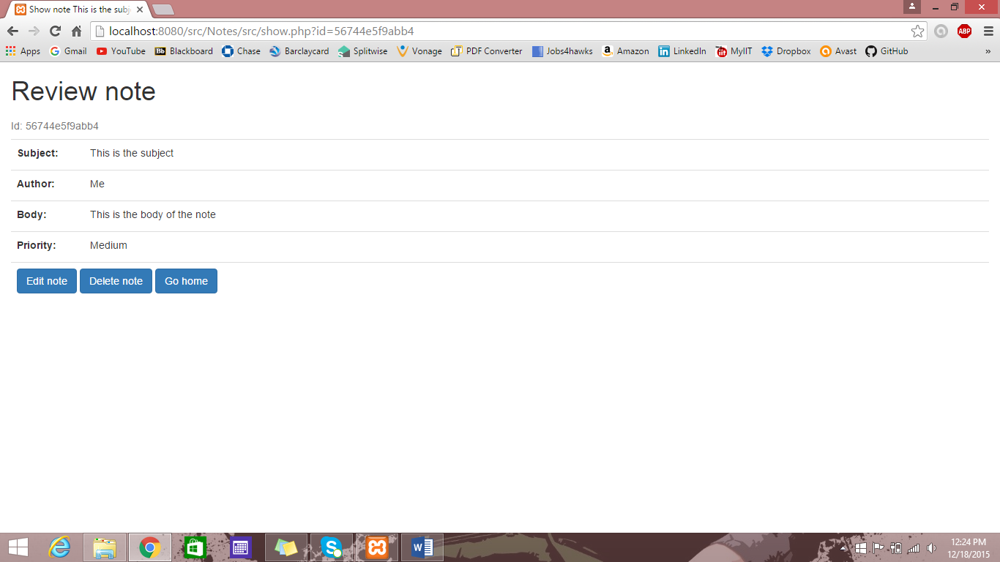 Show note This is the subj
localhost:8080/src/Notes/src/show.php?id=56744e5f9abb4
ABP
Apps Gmail YouTube Bb Blackboard Chase Barclaycard Splitwise Vonage PDF Converter Jobs4hawks a Amazon in LinkedIn MyIIT Dropbox Avast GitHub »
Review note
Id: 56744e5f9abb4
Subject: This is the subject
Author: Me
Body: This is the body of the note
Priority: Medium
Edit note Delete note Go home
12:24 PM
12/18/2015